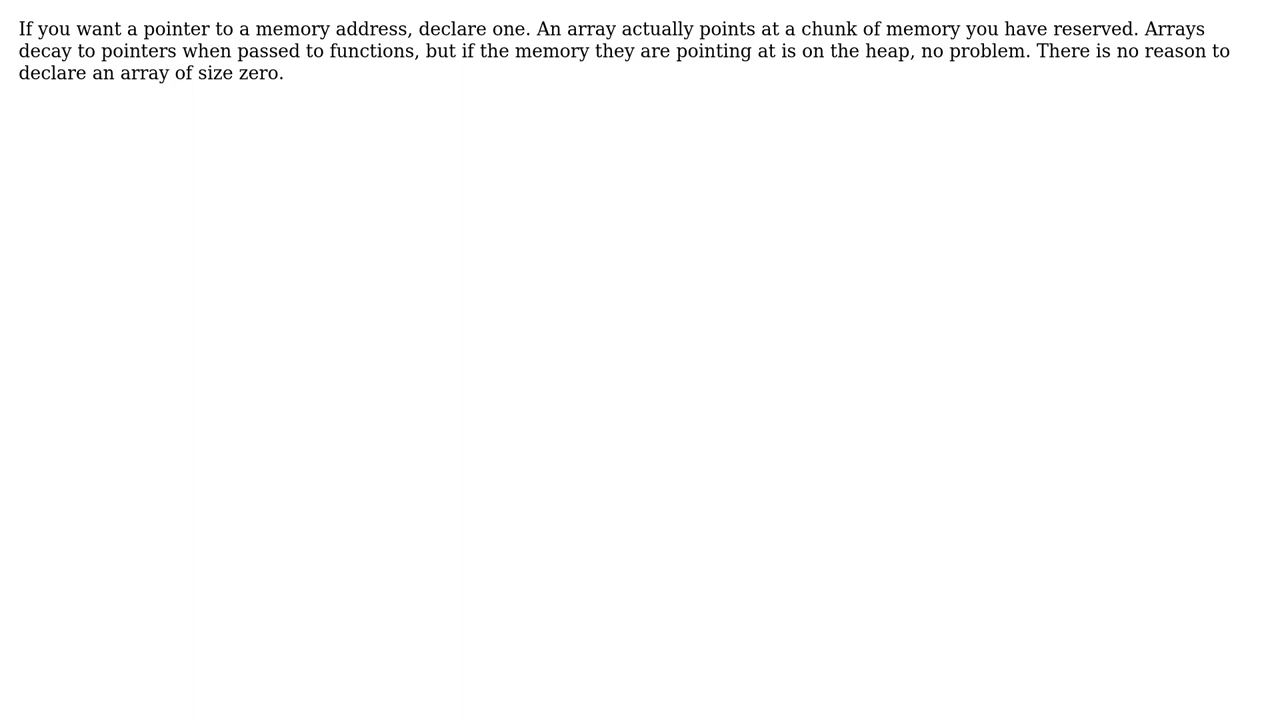 If you want a pointer to a memory address, declare one. An array actually points at a chunk of memory you have reserved. Arrays
decay to pointers when passed to functions, but if the memory they are pointing at is on the heap, no problem. There is no reason to
declare an array of size zero.